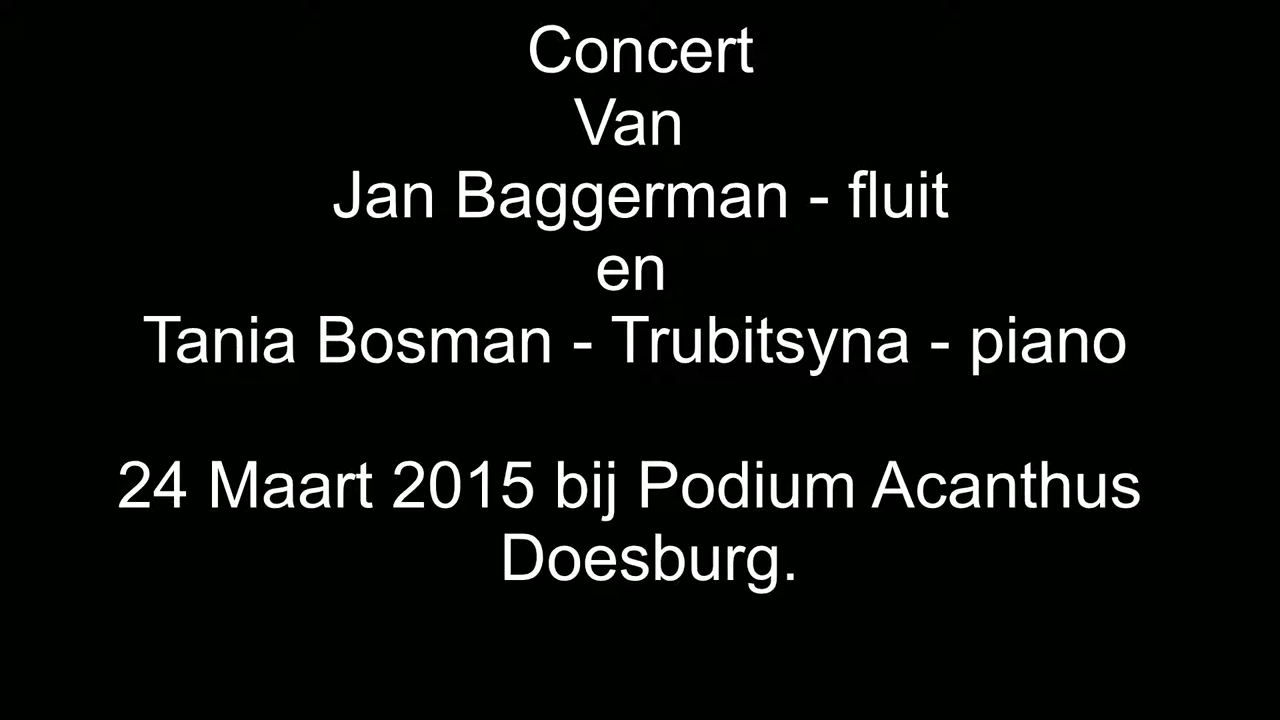 Concert
Van
Jan Baggerman - fluit
en
Tania Bosman - Trubitsyna - piano
24 Maart 2015 bij Podium Acanthus
Doesburg.